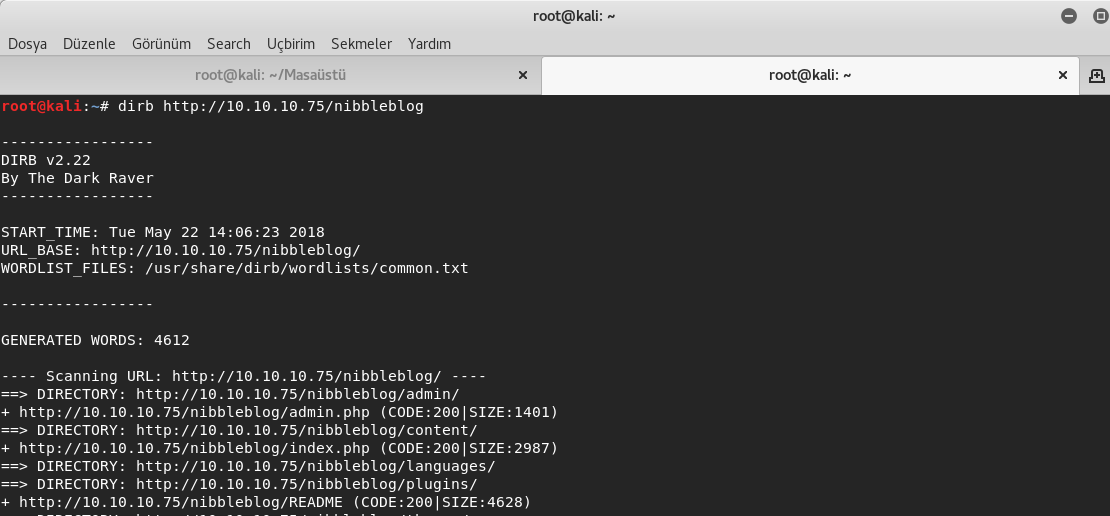 root@kali: ~
Dosya Düzenle Görünüm Search Uçbirim Sekmeler Yardım
root@kali: ~/Masaüstü × root@kali: ~ ×
root@kali:~# dirb http://10.10.10.75/nibbleblog
-----------------
DIRB v2.22
By The Dark Raver
-----------------
START_TIME: Tue May 22 14:06:23 2018
URL_BASE: http://10.10.10.75/nibbleblog/
WORDLIST_FILES: /usr/share/dirb/wordlists/common.txt
-----------------
GENERATED WORDS: 4612
---- Scanning URL: http://10.10.10.75/nibbleblog/ ----
==> DIRECTORY: http://10.10.10.75/nibbleblog/admin/
+ http://10.10.10.75/nibbleblog/admin.php (CODE:200|SIZE:1401)
==> DIRECTORY: http://10.10.10.75/nibbleblog/content/
+ http://10.10.10.75/nibbleblog/index.php (CODE:200|SIZE:2987)
==> DIRECTORY: http://10.10.10.75/nibbleblog/languages/
==> DIRECTORY: http://10.10.10.75/nibbleblog/plugins/
+ http://10.10.10.75/nibbleblog/README (CODE:200|SIZE:4628)